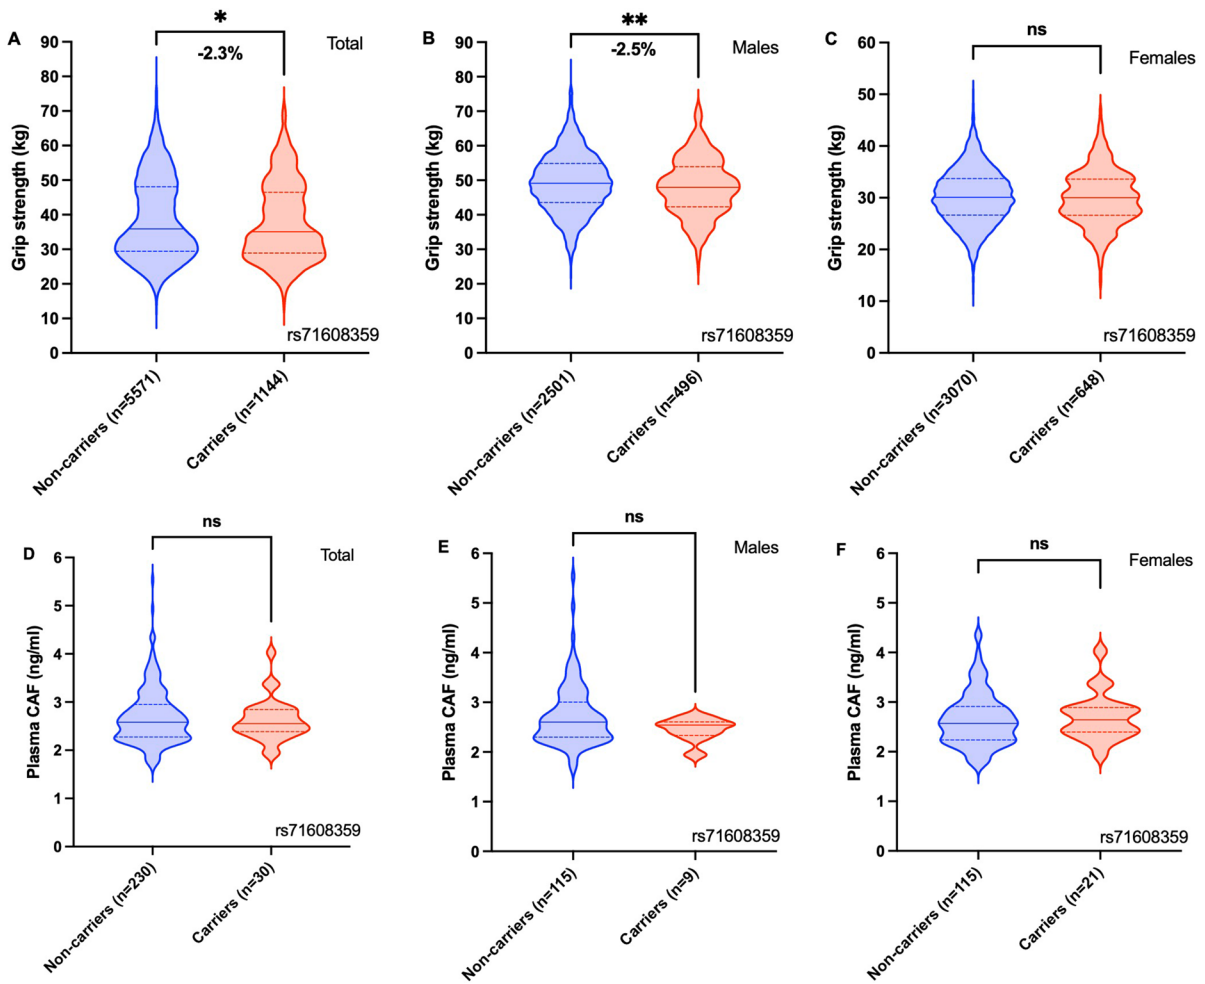 A
*
-2.3%
Total
Grip strength (kg)
90
80
70
60
50
40
30
20
10
0
rs71608359
Non-carriers (n=5571)
Carriers (n=1144)
B
**
-2.5%
Males
Grip strength (kg)
90
80
70
60
50
40
30
20
10
0
rs71608359
Non-carriers (n=2501)
Carriers (n=496)
C
ns
Females
Grip strength (kg)
60
50
40
30
20
10
0
rs71608359
Non-carriers (n=3070)
Carriers (n=648)
D
ns
Total
Plasma CAF (ng/ml)
6
5
4
3
2
1
0
rs71608359
Non-carriers (n=230)
Carriers (n=30)
E
ns
Males
Plasma CAF (ng/ml)
6
5
4
3
2
1
0
rs71608359
Non-carriers (n=115)
Carriers (n=9)
F
ns
Females
Plasma CAF (ng/ml)
6
5
4
3
2
1
0
rs71608359
Non-carriers (n=115)
Carriers (n=21)